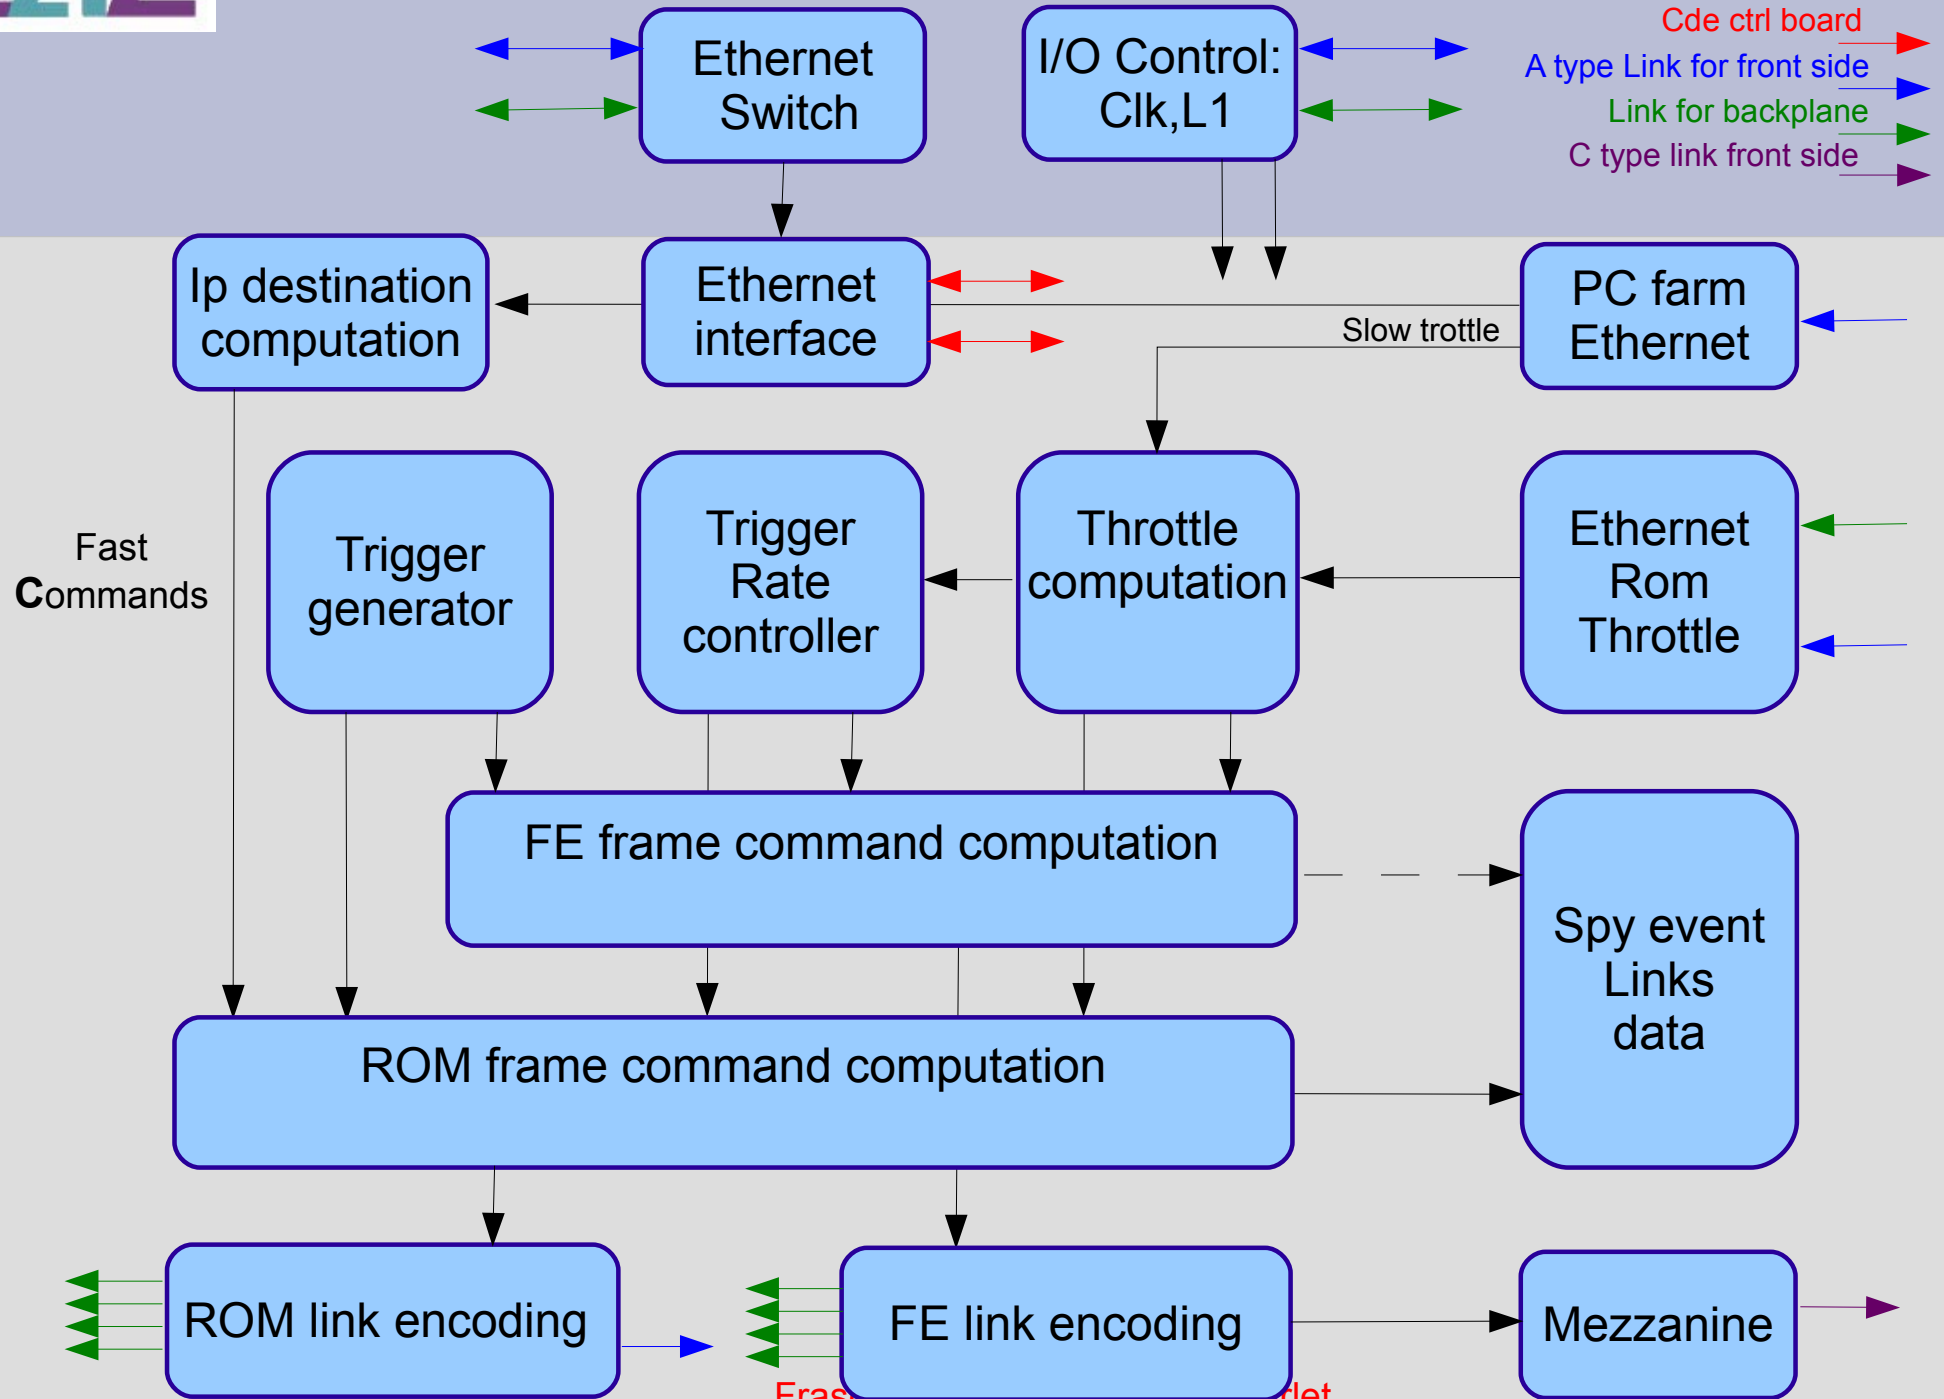 Ethernet
Switch
I/O Control:
Clk,L1
Cde ctrl board
A type Link for front side
Link for backplane
C type link front side
Ip destination
computation
Ethernet
interface
PC farm
Ethernet
Slow trottle
Fast
Commands
Trigger
generator
Trigger
Rate
controller
Throttle
computation
Ethernet
Rom
Throttle
FE frame command computation
Spy event
Links
data
ROM frame command computation
ROM link encoding
FE link encoding
Mezzanine